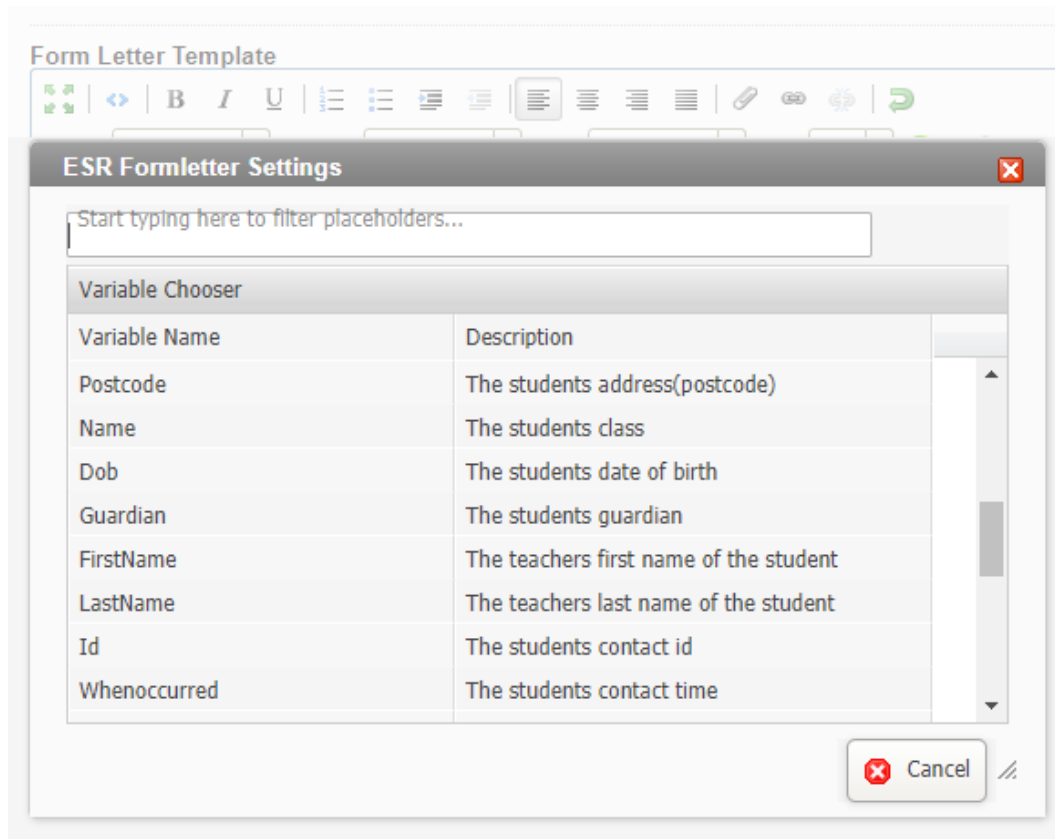 Form Letter Template
B I U
ESR Formletter Settings
Start typing here to filter placeholders...
Variable Chooser
Variable Name Description
Postcode The students address(postcode)
Name The students class
Dob The students date of birth
Guardian The students guardian
FirstName The teachers first name of the student
LastName The teachers last name of the student
Id The students contact id
Whenoccurred The students contact time
Cancel